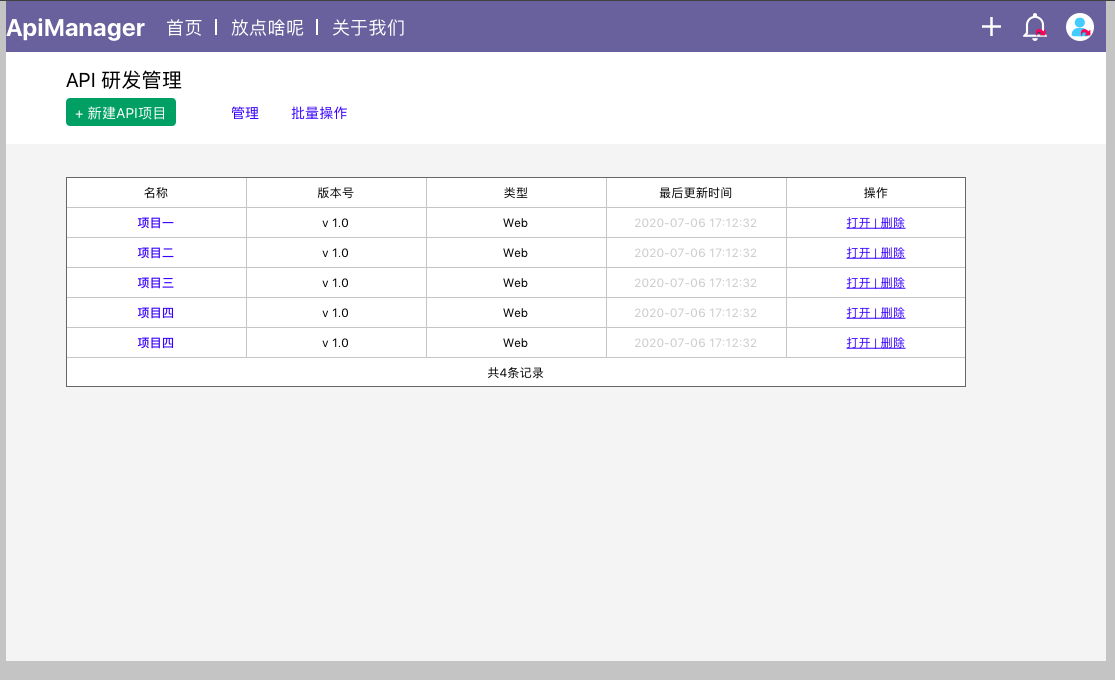 ApiManager 首页 | 放点啥呢 | 关于我们
API 研发管理
+ 新建API项目 管理 批量操作
名称 版本号 类型 最后更新时间 操作
项目一 v 1.0 Web 2020-07-06 17:12:32 打开 | 删除
项目二 v 1.0 Web 2020-07-06 17:12:32 打开 | 删除
项目三 v 1.0 Web 2020-07-06 17:12:32 打开 | 删除
项目四 v 1.0 Web 2020-07-06 17:12:32 打开 | 删除
项目四 v 1.0 Web 2020-07-06 17:12:32 打开 | 删除
共4条记录